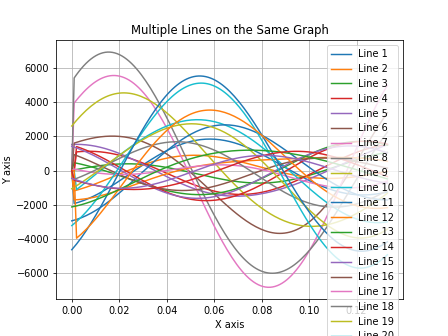 Multiple Lines on the Same Graph
Y axis
6000
4000
2000
0
−2000
−4000
−6000
0.00
0.02
0.04
0.06
0.08
0.10
X axis
Line 1
Line 2
Line 3
Line 4
Line 5
Line 6
Line 7
Line 8
Line 9
Line 10
Line 11
Line 12
Line 13
Line 14
Line 15
Line 16
Line 17
Line 18
Line 19
Line 20